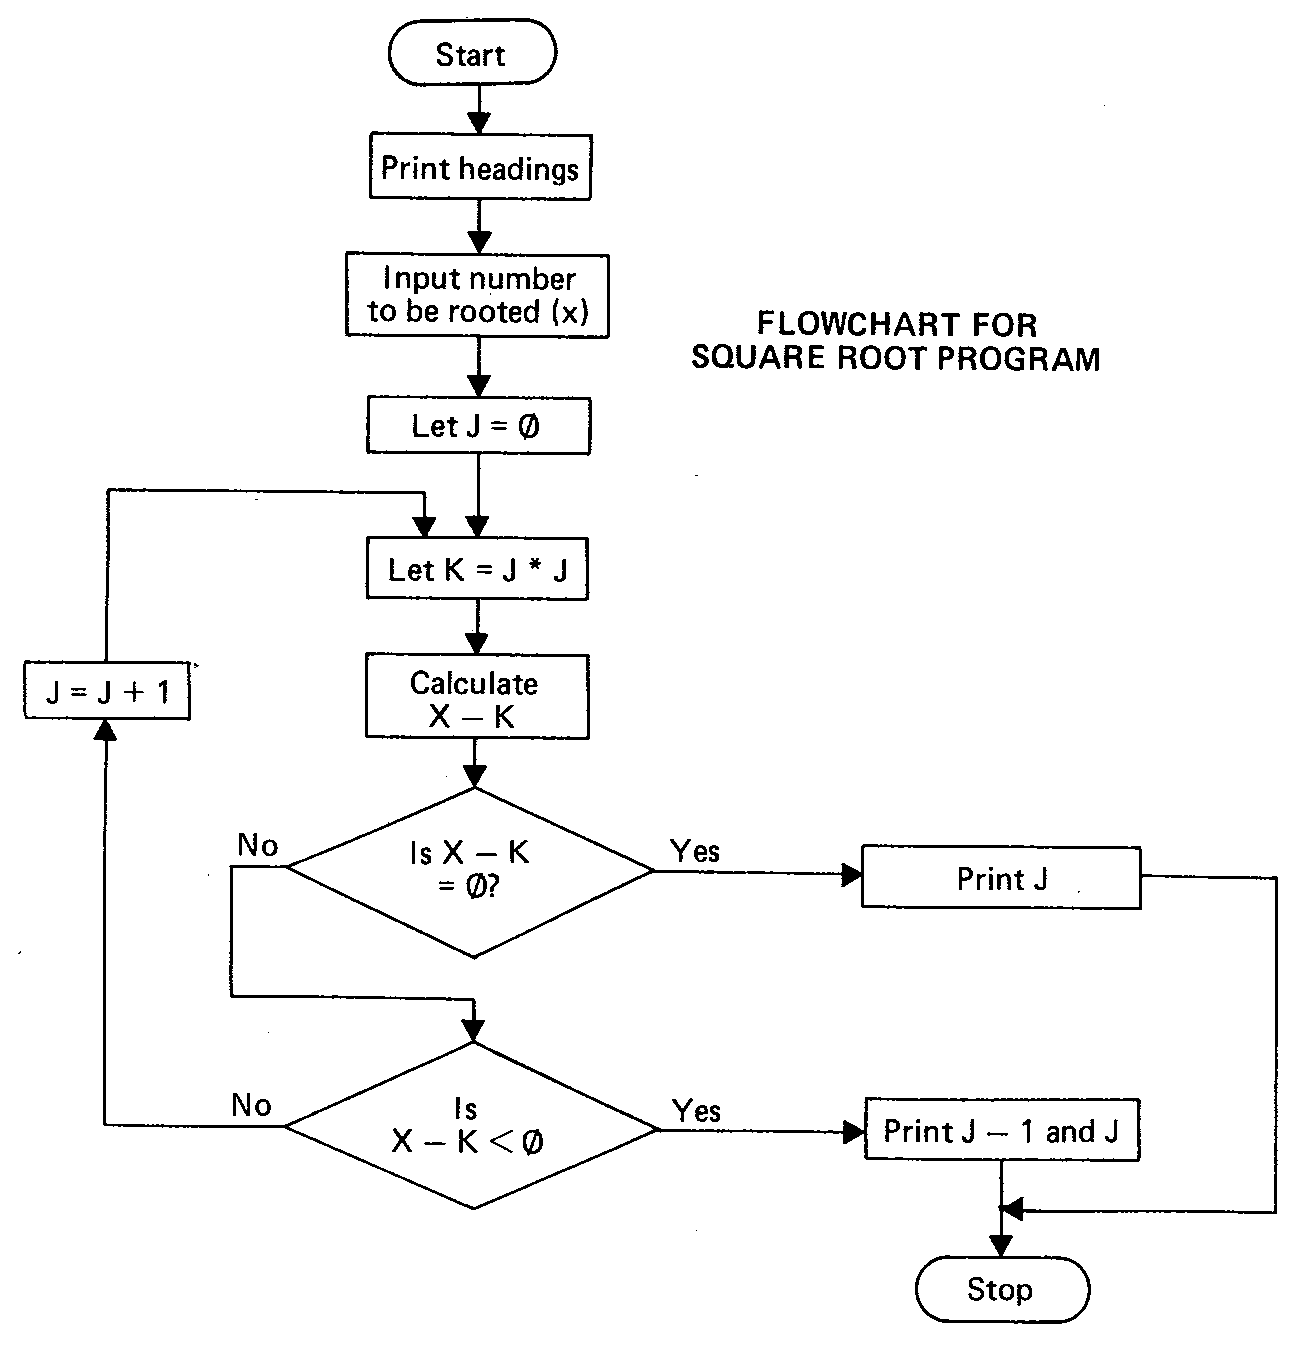 Start
Print headings
Input number
to be rooted (x)
FLOWCHART FOR
SQUARE ROOT PROGRAM
Let J = Ø
Let K = J * J
J = J + 1
Calculate
X – K
No
Is X – K
= Ø?
Yes
Print J
No
Is
X – K < Ø
Yes
Print J – 1 and J
Stop